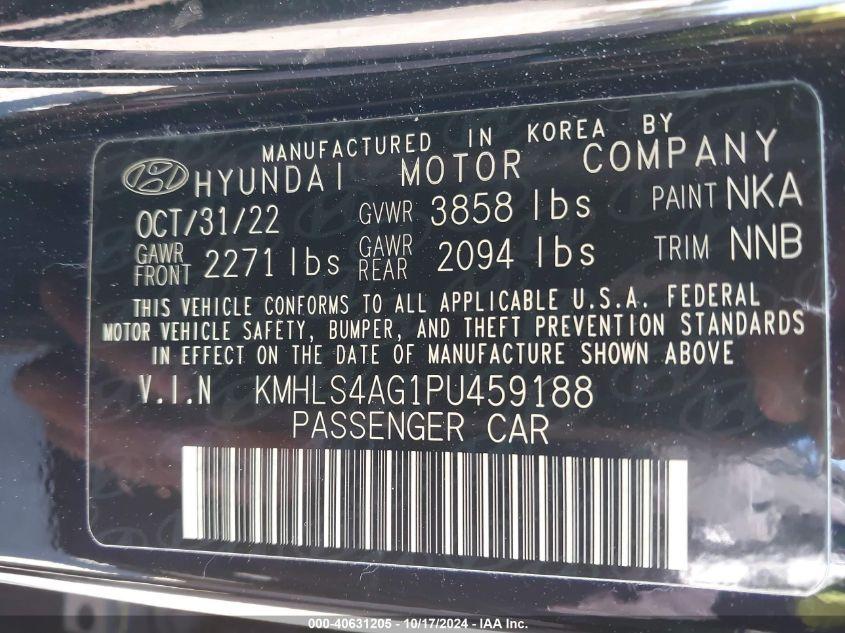 MANUFACTURED IN KOREA BY
HYUNDAI MOTOR COMPANY
OCT/31/22 GVWR 3858 lbs PAINT NKA
GAWR FRONT 2271 lbs GAWR REAR 2094 lbs TRIM NNB
THIS VEHICLE CONFORMS TO ALL APPLICABLE U.S.A. FEDERAL
MOTOR VEHICLE SAFETY, BUMPER, AND THEFT PREVENTION STANDARDS
IN EFFECT ON THE DATE OF MANUFACTURE SHOWN ABOVE
V.I.N KMHLS4AG1PU459188
PASSENGER CAR
000-40631205 - 10/17/2024 - IAA Inc.